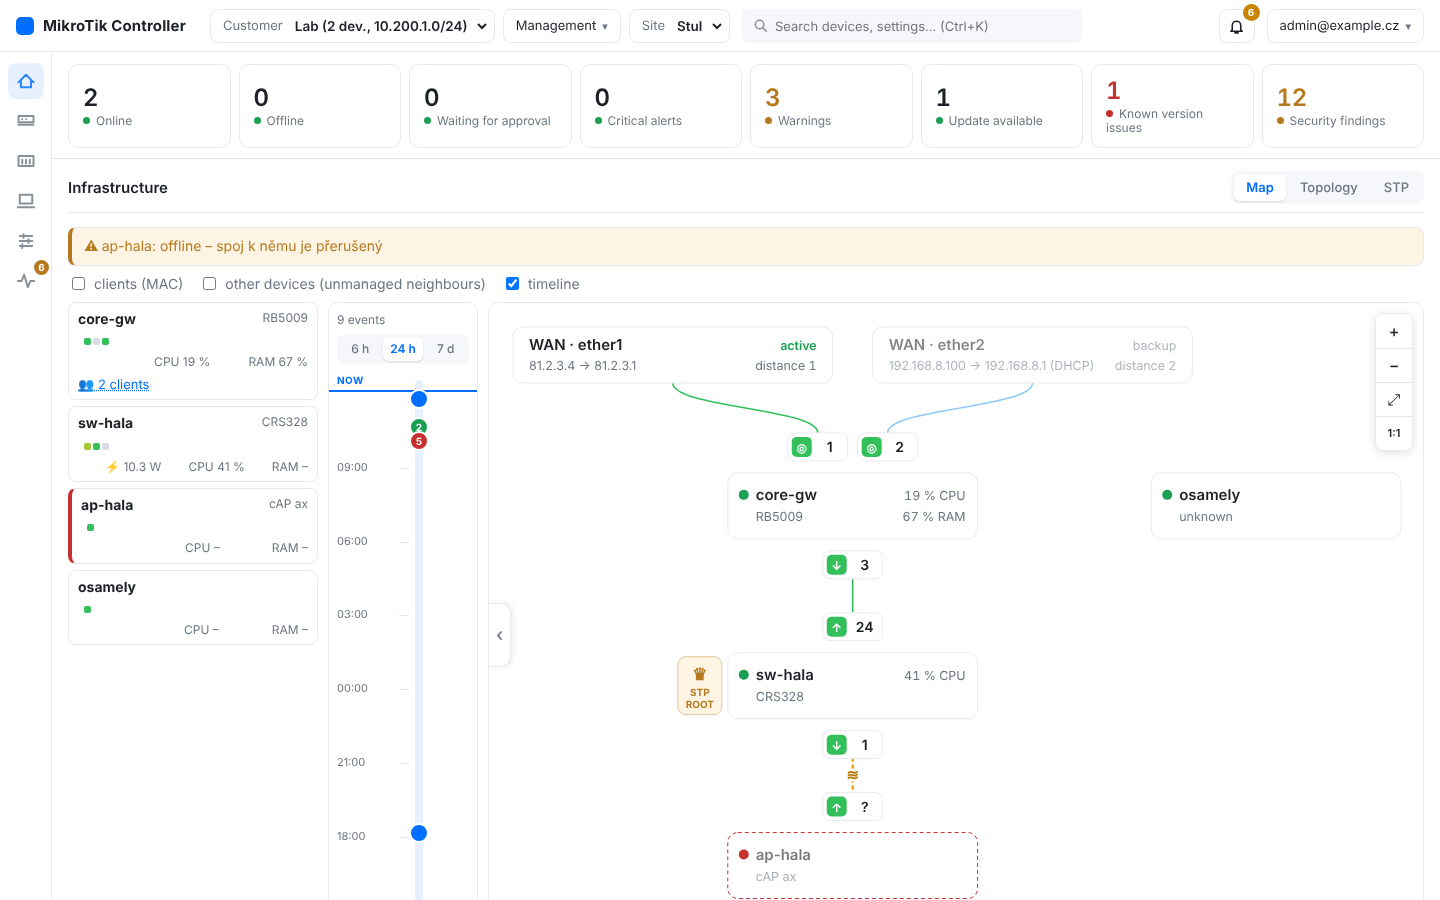 MikroTik Controller
Customer Lab (2 dev., 10.200.1.0/24)
Management
Site Stul
Search devices, settings... (Ctrl+K)
6
admin@example.cz
2
Online
0
Offline
0
Waiting for approval
0
Critical alerts
3
Warnings
1
Update available
1
Known version
issues
12
Security findings
6
Infrastructure
Map Topology STP
ap-hala: offline – spoj k němu je přerušený
clients (MAC)
other devices (unmanaged neighbours)
timeline
core-gw RB5009
CPU 19 % RAM 67 %
2 clients
sw-hala CRS328
10.3 W CPU 41 % RAM –
ap-hala cAP ax
CPU – RAM –
osamely
CPU – RAM –
9 events
6 h 24 h 7 d
NOW
2
5
09:00
06:00
03:00
00:00
21:00
18:00
WAN · ether1 active
81.2.3.4 → 81.2.3.1 distance 1
WAN · ether2 backup
192.168.8.100 → 192.168.8.1 (DHCP) distance 2
+
−
1:1
1
2
core-gw 19 % CPU
RB5009 67 % RAM
osamely
unknown
3
24
STP
ROOT
sw-hala 41 % CPU
CRS328
1
?
ap-hala
cAP ax